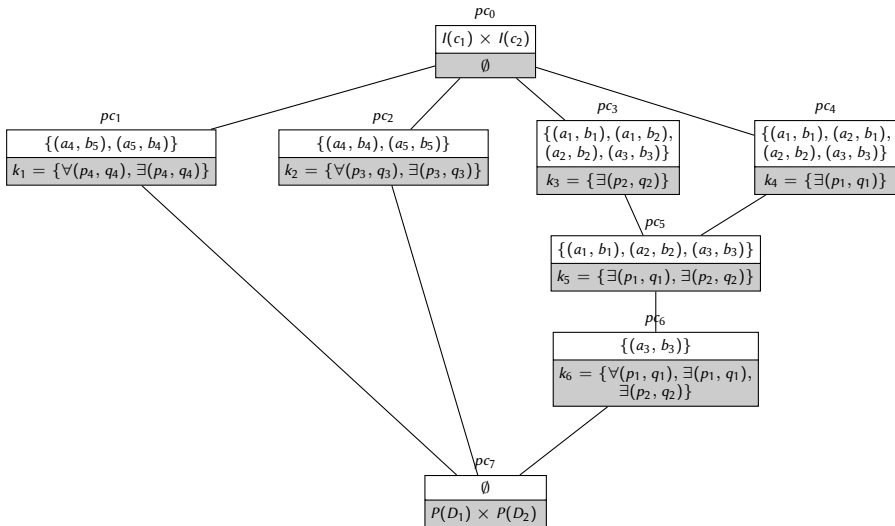 pc₀
I(c₁) × I(c₂)
∅
pc₁
{(a₄, b₅), (a₅, b₄)}
k₁ = {∀(p₄, q₄), ∃(p₄, q₄)}
pc₂
{(a₄, b₄), (a₅, b₅)}
k₂ = {∀(p₃, q₃), ∃(p₃, q₃)}
pc₃
{(a₁, b₁), (a₁, b₂),
(a₂, b₂), (a₃, b₃)}
k₃ = {∃(p₂, q₂)}
pc₄
{(a₁, b₁), (a₂, b₁),
(a₂, b₂), (a₃, b₃)}
k₄ = {∃(p₁, q₁)}
pc₅
{(a₁, b₁), (a₂, b₂), (a₃, b₃)}
k₅ = {∃(p₁, q₁), ∃(p₂, q₂)}
pc₆
{(a₃, b₃)}
k₆ = {∀(p₁, q₁), ∃(p₁, q₁),
∃(p₂, q₂)}
pc₇
∅
P(D₁) × P(D₂)